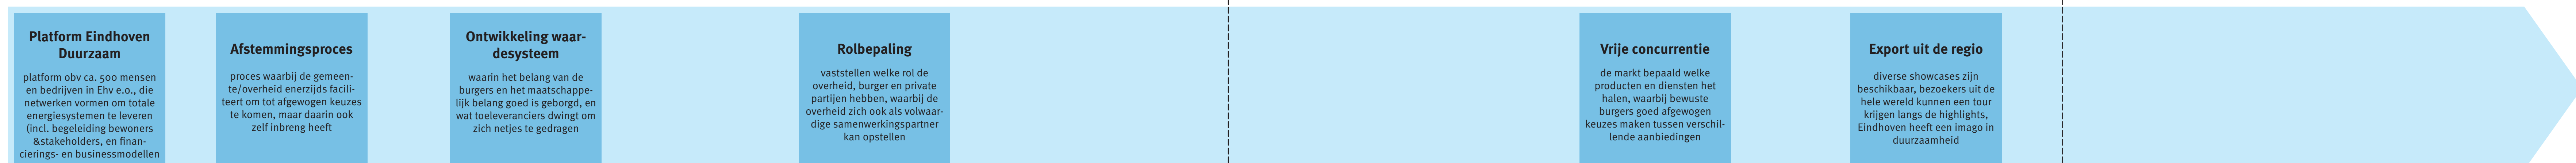 Platform Eindhoven
Duurzaam
platform obv ca. 500 mensen
en bedrijven in Ehv e.o., die
netwerken vormen om totale
energiesystemen te leveren
(incl. begeleiding bewoners
&stakeholders, en finan-
cierings- en businessmodellen
Afstemmingsproces
proces waarbij de gemeen-
te/overheid enerzijds facili-
teert om tot afgewogen keuzes
te komen, maar daarin ook
zelf inbreng heeft
Ontwikkeling waar-
desysteem
waarin het belang van de
burgers en het maatschappe-
lijk belang goed is geborgd, en
wat toeleveranciers dwingt om
zich netjes te gedragen
Rolbepaling
vaststellen welke rol de
overheid, burger en private
partijen hebben, waarbij de
overheid zich ook als volwaar-
dige samenwerkingspartner
kan opstellen
Vrije concurrentie
de markt bepaald welke
producten en diensten het
halen, waarbij bewuste
burgers goed afgewogen
keuzes maken tussen verschil-
lende aanbiedingen
Export uit de regio
diverse showcases zijn
beschikbaar, bezoekers uit de
hele wereld kunnen een tour
krijgen langs de highlights,
Eindhoven heeft een imago in
duurzaamheid